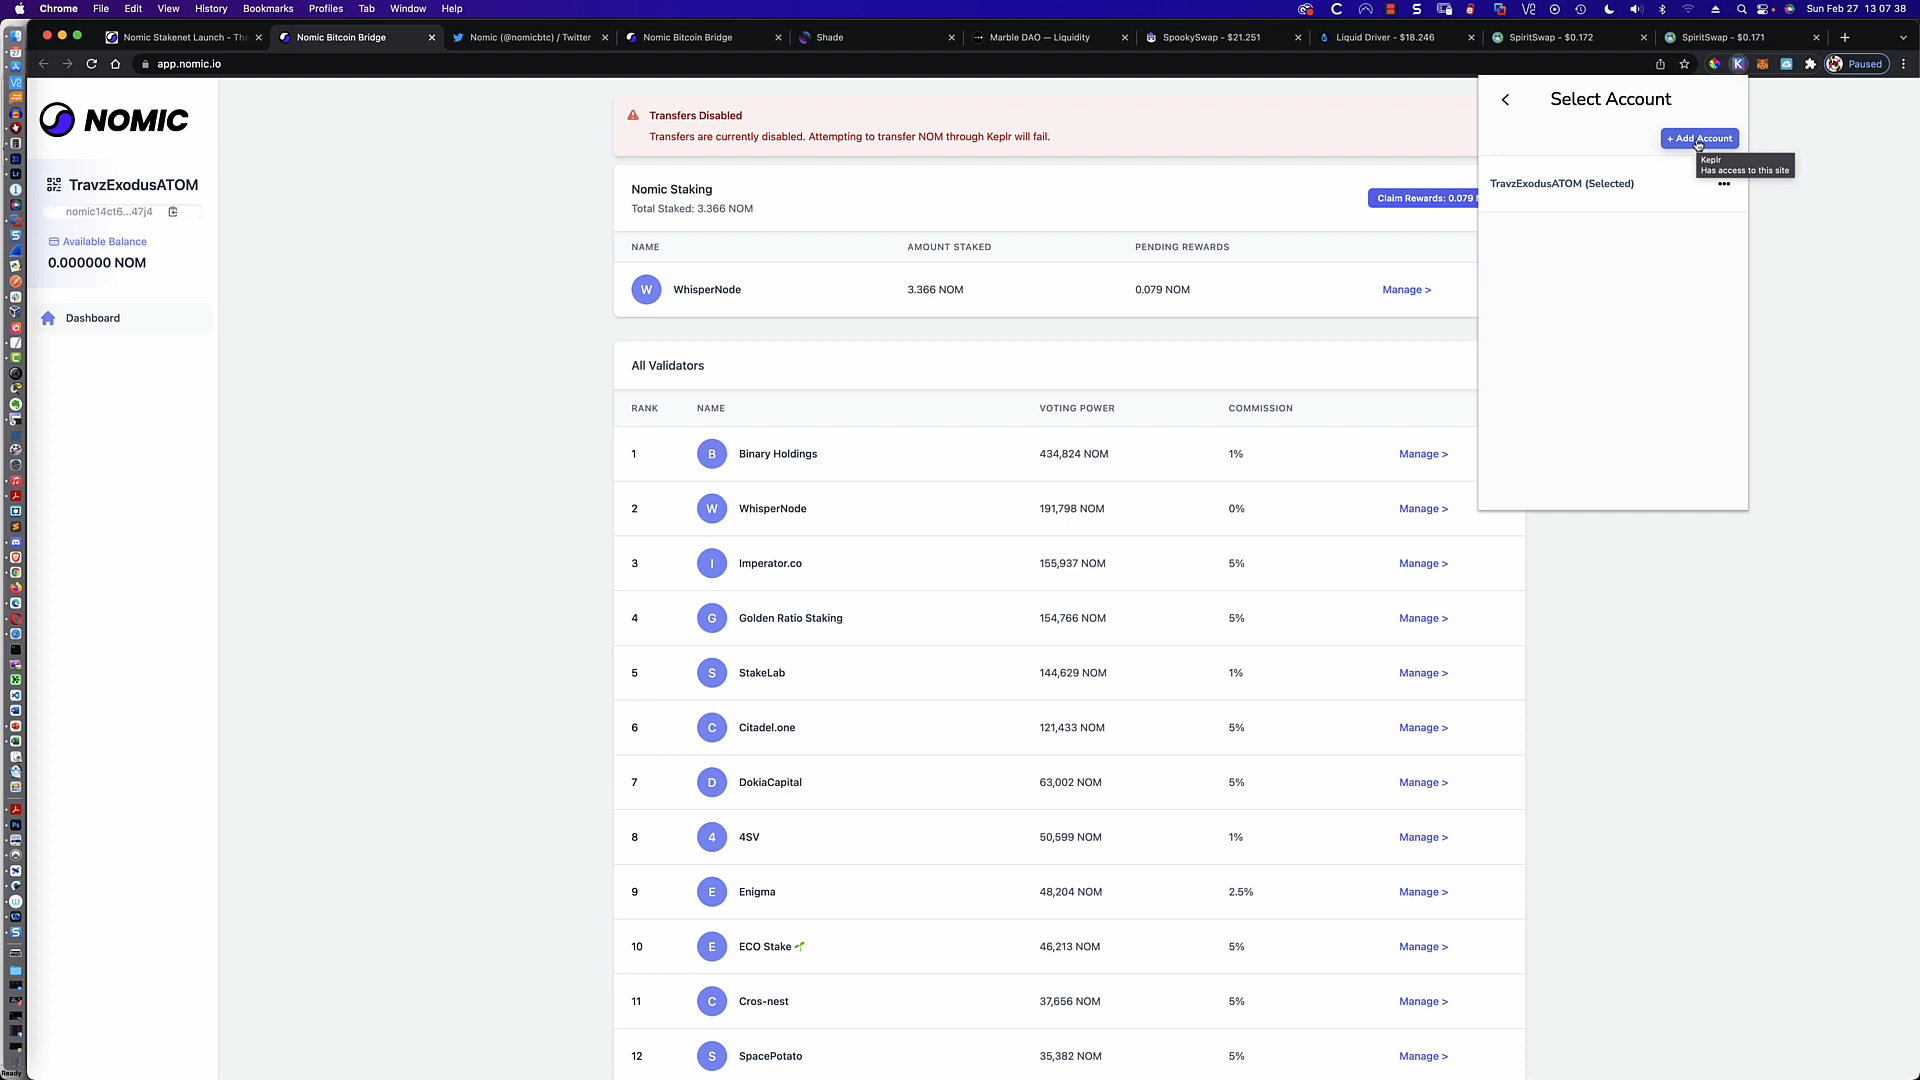 Chrome File Edit View History Bookmarks Profiles Tab Window Help
Sun Feb 27 13 07 38
Nomic Stakenet Launch - The
Nomic Bitcoin Bridge
Nomic (@nomicbtc) / Twitter
Nomic Bitcoin Bridge
Shade
Marble DAO — Liquidity
SpookySwap - $21.251
Liquid Driver - $18.246
SpiritSwap - $0.172
SpiritSwap - $0.171
app.nomic.io
Paused
NOMIC
TravzExodusATOM
nomic14ct6...47j4
Available Balance
0.000000 NOM
Dashboard
Transfers Disabled
Transfers are currently disabled. Attempting to transfer NOM through Keplr will fail.
Nomic Staking
Total Staked: 3.366 NOM
Claim Rewards: 0.079
NAME AMOUNT STAKED PENDING REWARDS
W WhisperNode 3.366 NOM 0.079 NOM Manage >
All Validators
RANK NAME VOTING POWER COMMISSION
1 B Binary Holdings 434,824 NOM 1% Manage >
2 W WhisperNode 191,798 NOM 0% Manage >
3 I Imperator.co 155,937 NOM 5% Manage >
4 G Golden Ratio Staking 154,766 NOM 5% Manage >
5 S StakeLab 144,629 NOM 1% Manage >
6 C Citadel.one 121,433 NOM 5% Manage >
7 D DokiaCapital 63,002 NOM 5% Manage >
8 4 4SV 50,599 NOM 1% Manage >
9 E Enigma 48,204 NOM 2.5% Manage >
10 E ECO Stake 46,213 NOM 5% Manage >
11 C Cros-nest 37,656 NOM 5% Manage >
12 S SpacePotato 35,382 NOM 5% Manage >
Select Account
+ Add Account
Keplr
Has access to this site
TravzExodusATOM (Selected)
Ready